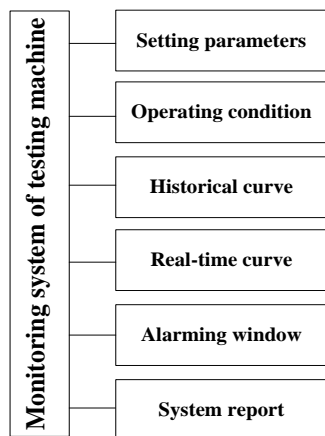 Monitoring system of testing machine
Setting parameters
Operating condition
Historical curve
Real-time curve
Alarming window
System report